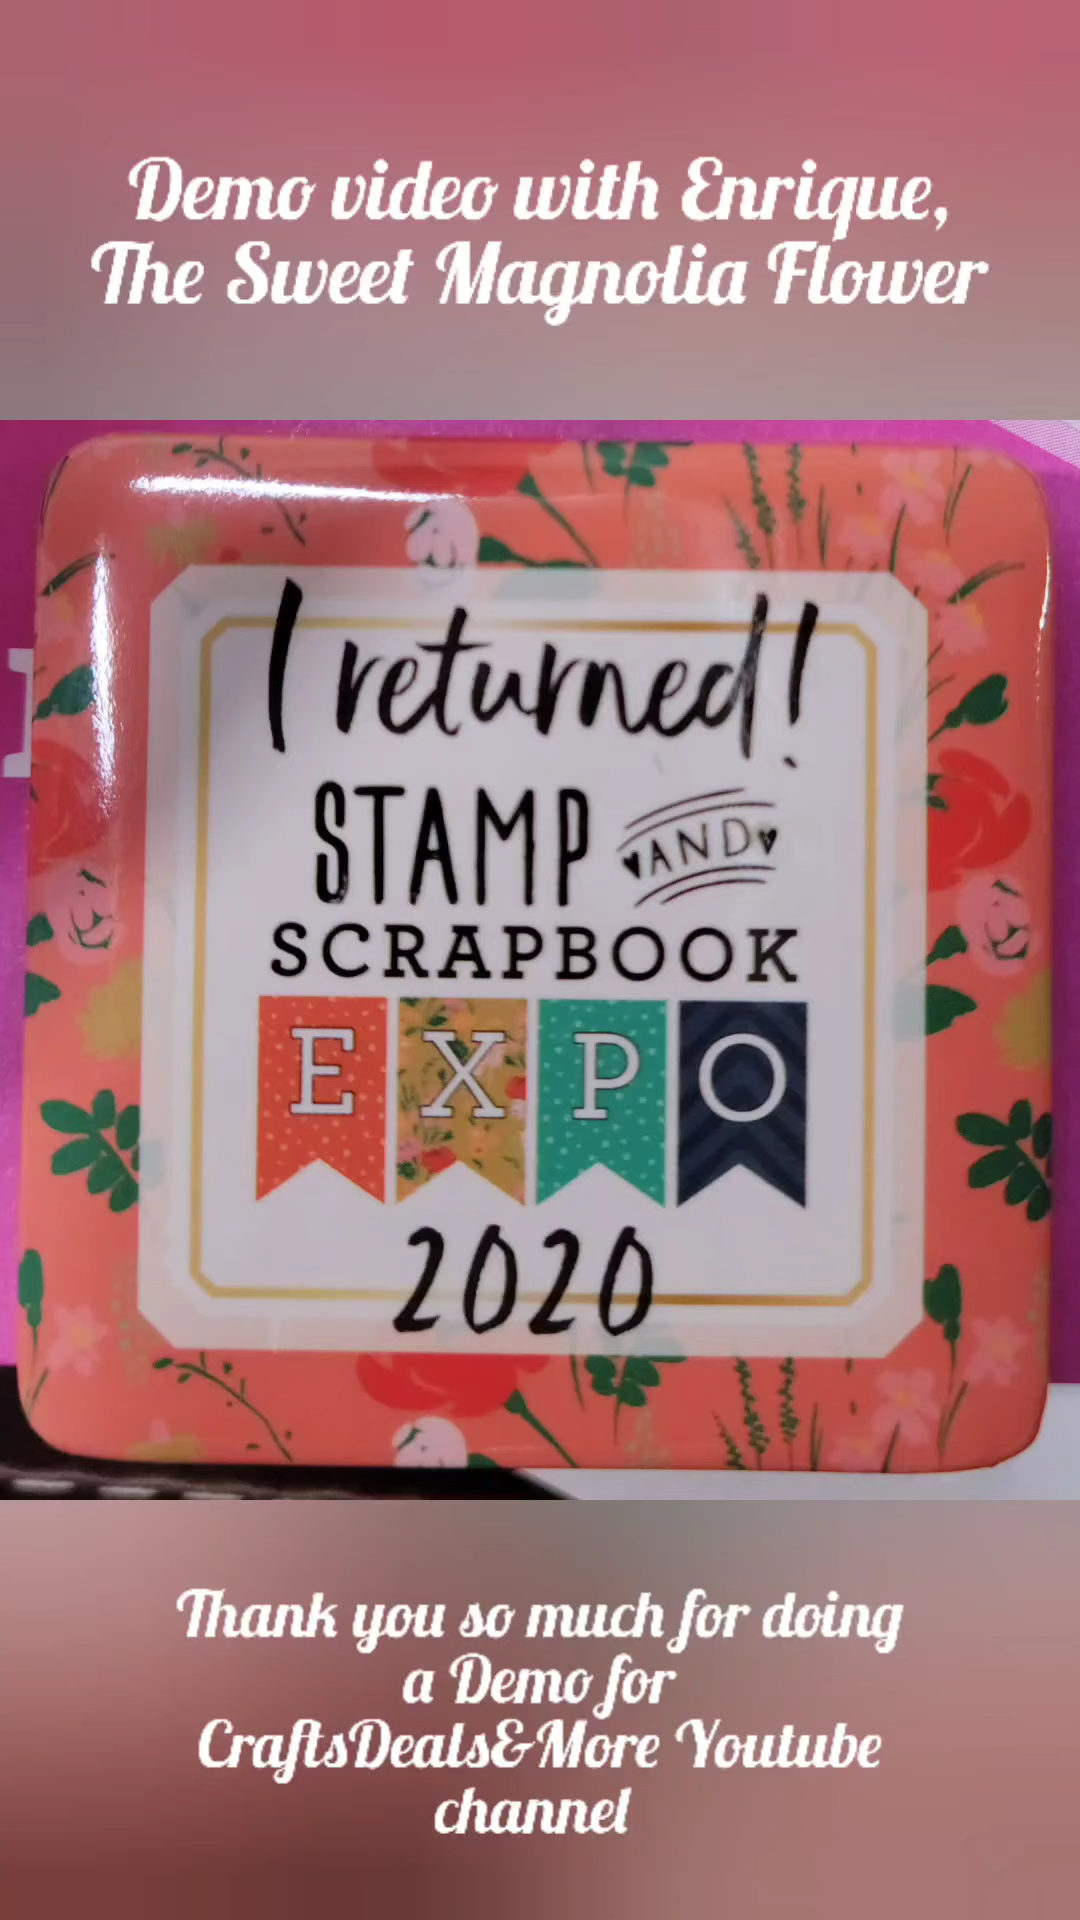 Demo video with Enrique,
The Sweet Magnolia Flower
I returned!
STAMP AND
SCRAPBOOK
EXPO
2020
Thank you so much for doing
a Demo for
CraftsDeals&More Youtube
channel